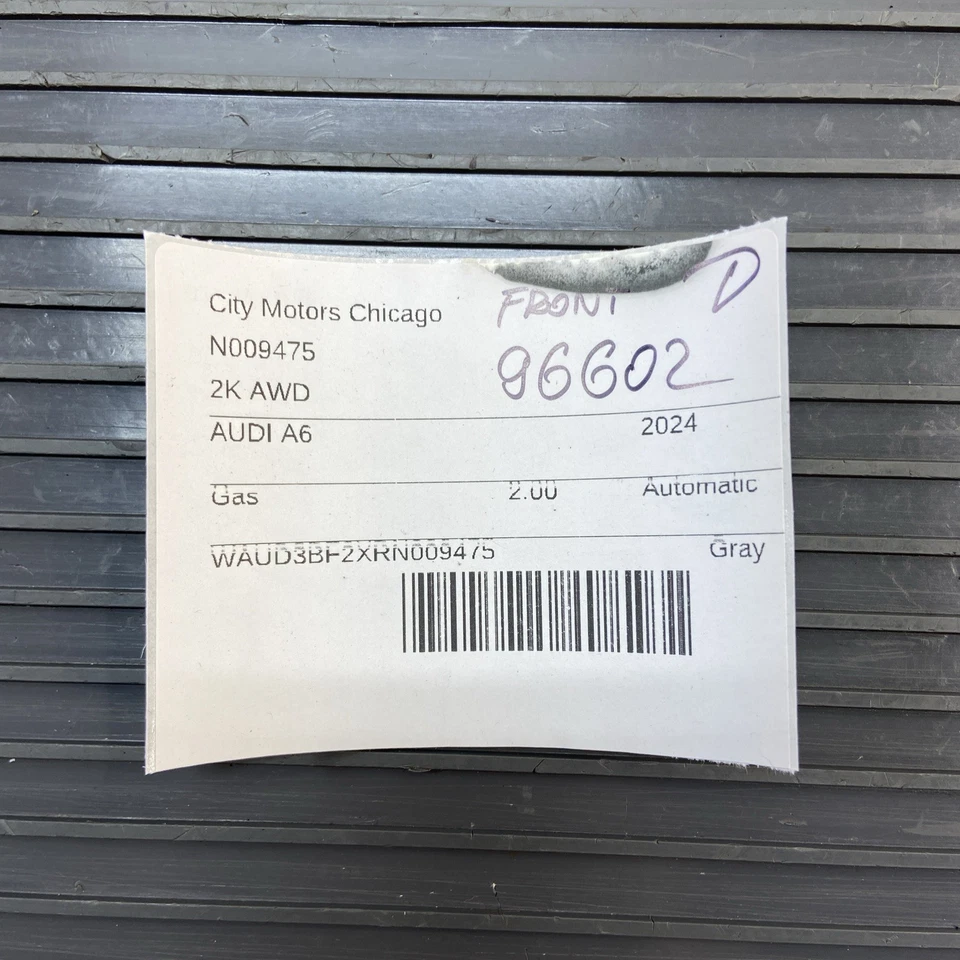 City Motors Chicago
FRONT D
N009475
96602
2K AWD
AUDI A6 2024
Gas 2.00 Automatic
WAUD3BF2XRN009475 Gray